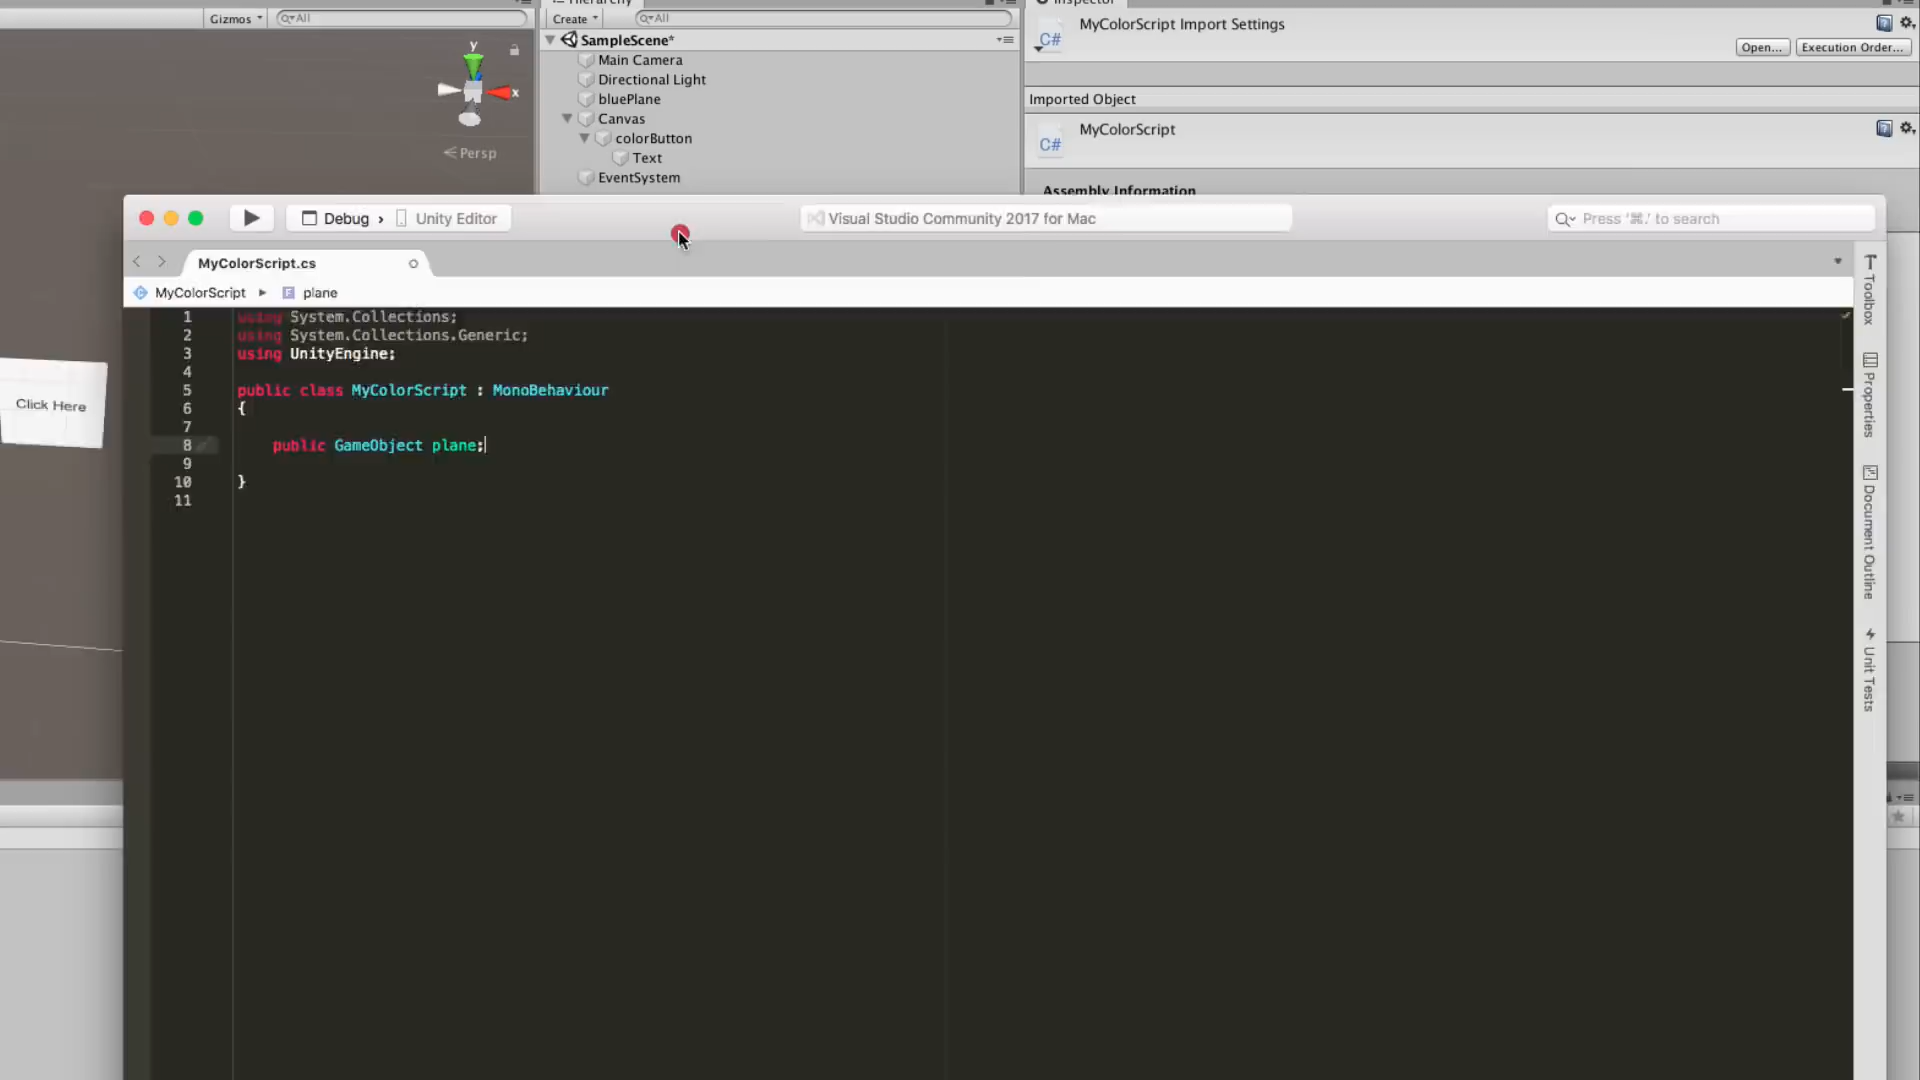 Gizmos
All
Hierarchy
Create
All
SampleScene*
Main Camera
Directional Light
bluePlane
Canvas
colorButton
Text
EventSystem
Inspector
MyColorScript Import Settings
Open...
Execution Order...
Imported Object
MyColorScript
Assembly Information
C#
C#
y
x
Persp
Click Here
Debug
Unity Editor
Visual Studio Community 2017 for Mac
Press '⌘.' to search
MyColorScript.cs
MyColorScript
plane
1 using System.Collections;
2 using System.Collections.Generic;
3 using UnityEngine;
4
5 public class MyColorScript : MonoBehaviour
6 {
7
8 public GameObject plane;
9
10 }
11
Toolbox
Properties
Document Outline
Unit Tests